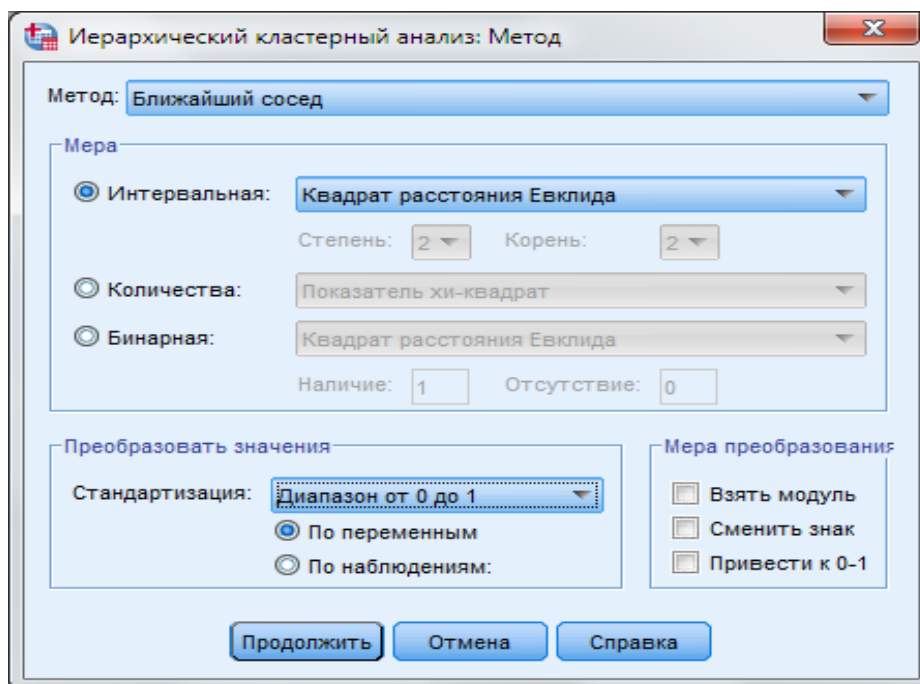 Иерархический кластерный анализ: Метод
Метод: Ближайший сосед
Мера
Интервальная: Квадрат расстояния Евклида
Степень: 2 Корень: 2
Количества: Показатель хи-квадрат
Бинарная: Квадрат расстояния Евклида
Наличие: 1 Отсутствие: 0
Преобразовать значения
Стандартизация: Диапазон от 0 до 1
По переменным
По наблюдениям:
Мера преобразования
Взять модуль
Сменить знак
Привести к 0-1
Продолжить Отмена Справка